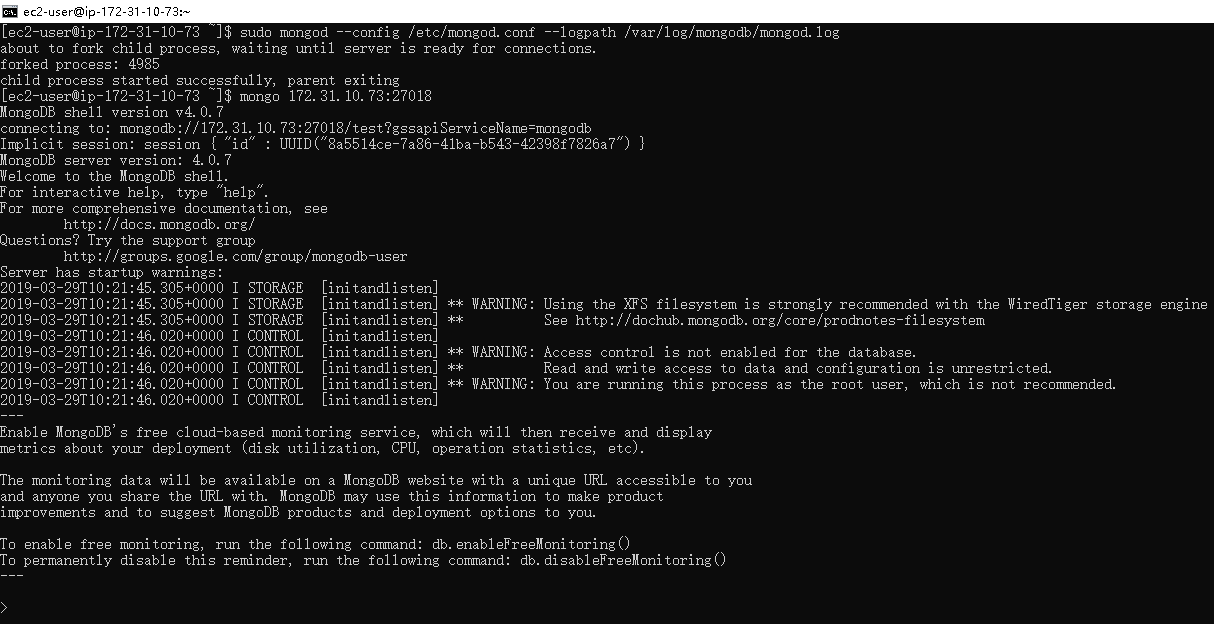 ec2-user@ip-172-31-10-73:~
[ec2-user@ip-172-31-10-73 ~]$ sudo mongod --config /etc/mongod.conf --logpath /var/log/mongodb/mongod.log
about to fork child process, waiting until server is ready for connections.
forked process: 4985
child process started successfully, parent exiting
[ec2-user@ip-172-31-10-73 ~]$ mongo 172.31.10.73:27018
MongoDB shell version v4.0.7
connecting to: mongodb://172.31.10.73:27018/test?gssapiServiceName=mongodb
Implicit session: session { "id" : UUID("8a5514ce-7a86-41ba-b543-42398f7826a7") }
MongoDB server version: 4.0.7
Welcome to the MongoDB shell.
For interactive help, type "help".
For more comprehensive documentation, see
        http://docs.mongodb.org/
Questions? Try the support group
        http://groups.google.com/group/mongodb-user
Server has startup warnings:
2019-03-29T10:21:45.305+0000 I STORAGE  [initandlisten]
2019-03-29T10:21:45.305+0000 I STORAGE  [initandlisten] ** WARNING: Using the XFS filesystem is strongly recommended with the WiredTiger storage engine
2019-03-29T10:21:45.305+0000 I STORAGE  [initandlisten] **          See http://dochub.mongodb.org/core/prodnotes-filesystem
2019-03-29T10:21:46.020+0000 I CONTROL  [initandlisten]
2019-03-29T10:21:46.020+0000 I CONTROL  [initandlisten] ** WARNING: Access control is not enabled for the database.
2019-03-29T10:21:46.020+0000 I CONTROL  [initandlisten] **          Read and write access to data and configuration is unrestricted.
2019-03-29T10:21:46.020+0000 I CONTROL  [initandlisten] ** WARNING: You are running this process as the root user, which is not recommended.
2019-03-29T10:21:46.020+0000 I CONTROL  [initandlisten]
---
Enable MongoDB's free cloud-based monitoring service, which will then receive and display
metrics about your deployment (disk utilization, CPU, operation statistics, etc).

The monitoring data will be available on a MongoDB website with a unique URL accessible to you
and anyone you share the URL with. MongoDB may use this information to make product
improvements and to suggest MongoDB products and deployment options to you.

To enable free monitoring, run the following command: db.enableFreeMonitoring()
To permanently disable this reminder, run the following command: db.disableFreeMonitoring()
---

>